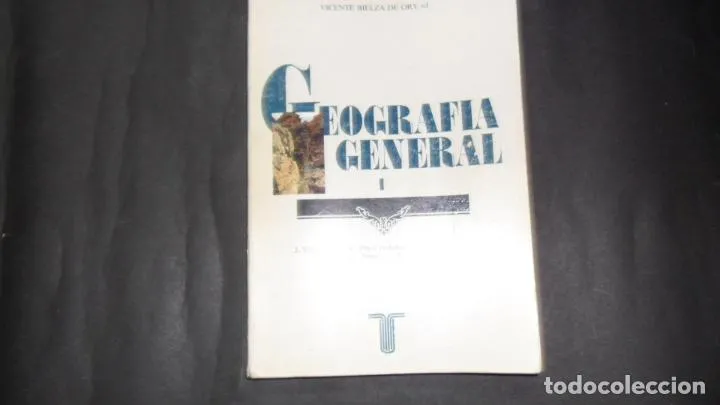 VICENTE BIELZA DE ORY ed
GEOGRAFIA
GENERAL
I
todocoleccion